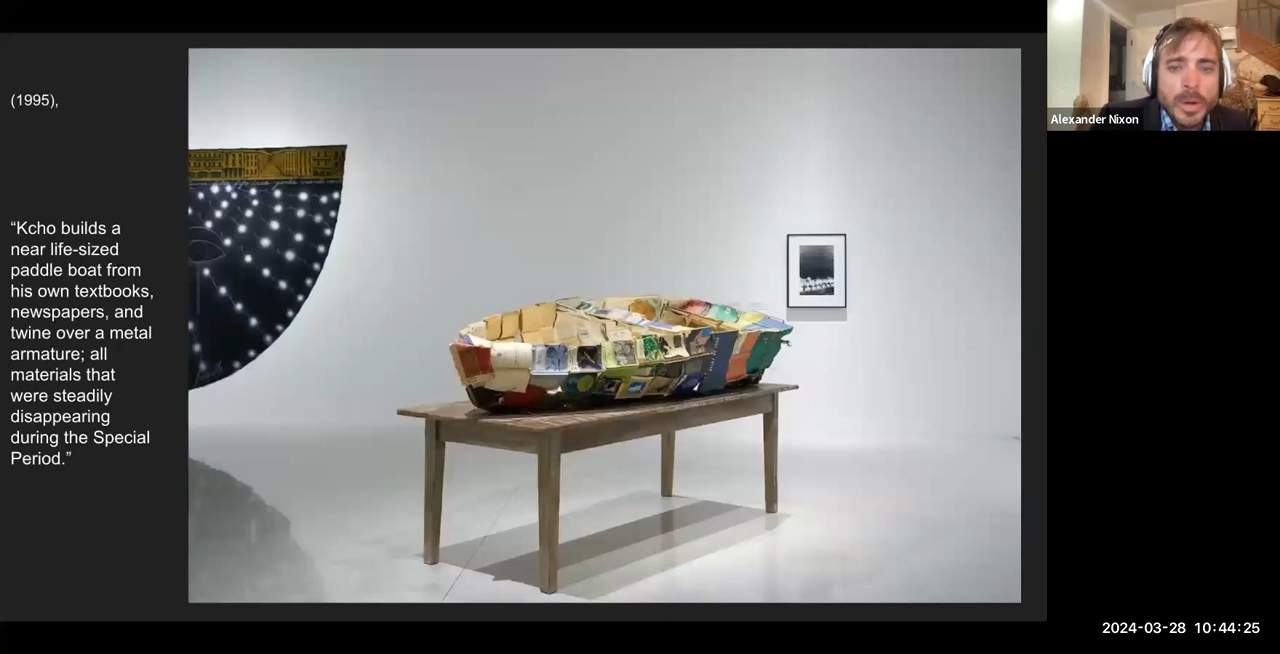 (1995),
“Kcho builds a
near life-sized
paddle boat from
his own textbooks,
newspapers, and
twine over a metal
armature; all
materials that
were steadily
disappearing
during the Special
Period.”
Alexander Nixon
2024-03-28 10:44:25